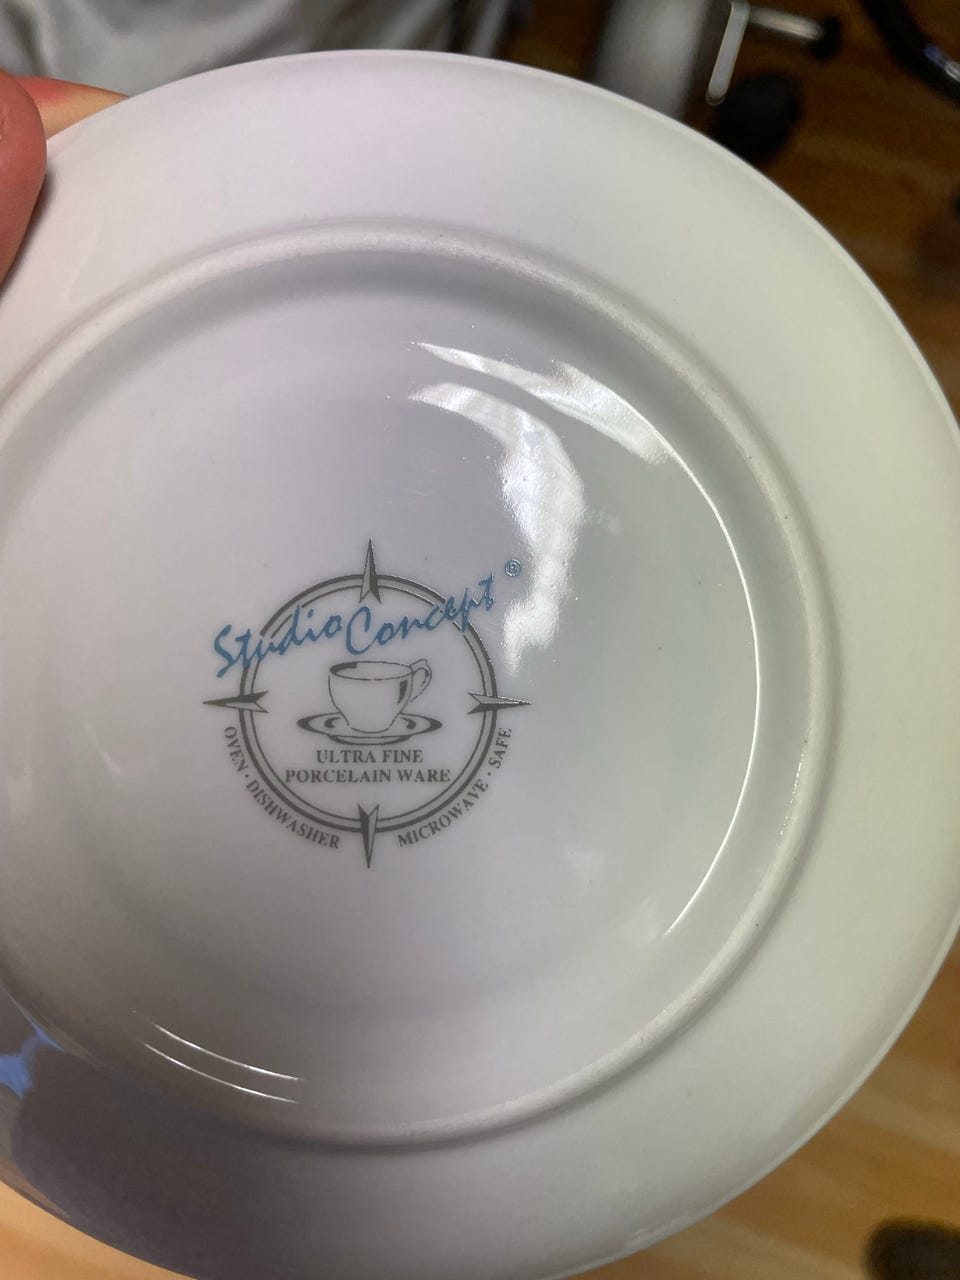 Studio Concept ®
ULTRA FINE
PORCELAIN WARE
OVEN · DISHWASHER MICROWAVE · SAFE